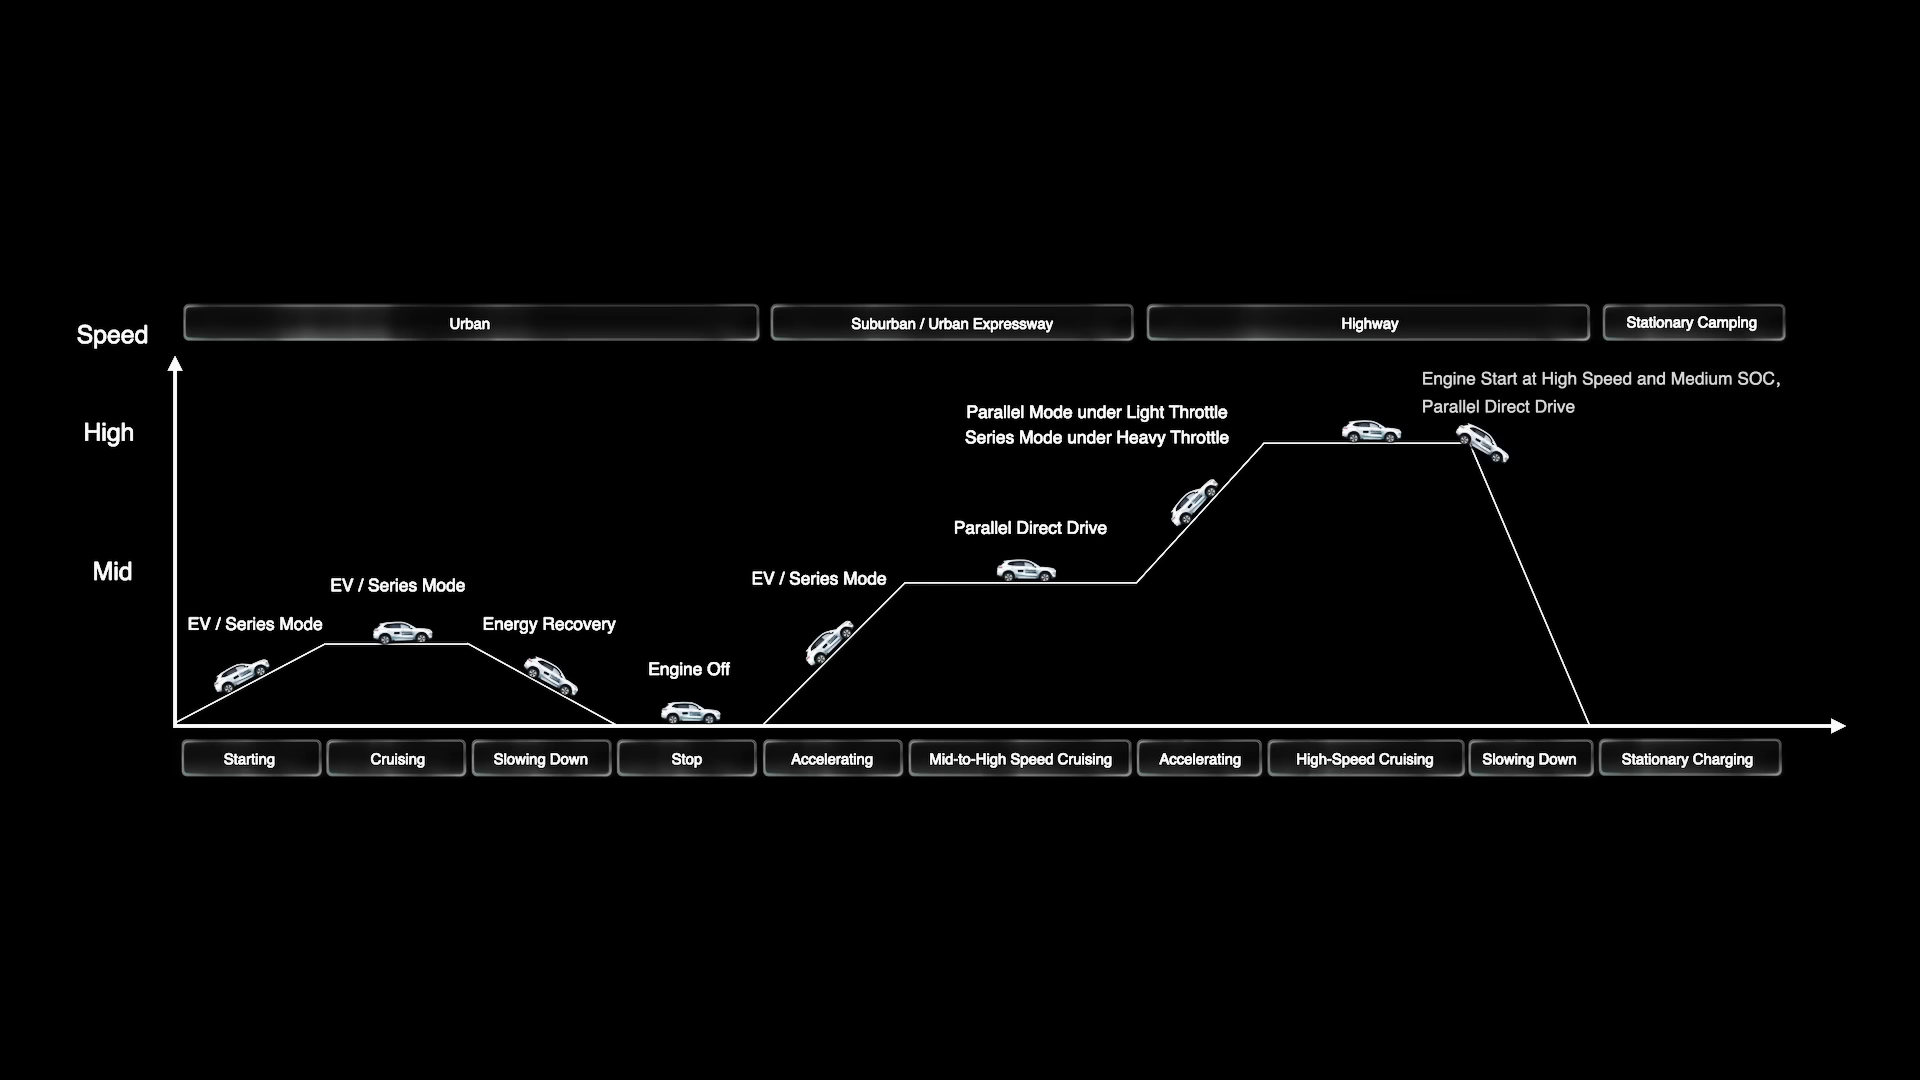 Speed
Urban
Suburban / Urban Expressway
Highway
Stationary Camping
High
Mid
Engine Start at High Speed and Medium SOC,
Parallel Direct Drive
Parallel Mode under Light Throttle
Series Mode under Heavy Throttle
Parallel Direct Drive
EV / Series Mode
EV / Series Mode
EV / Series Mode
Energy Recovery
Engine Off
Starting
Cruising
Slowing Down
Stop
Accelerating
Mid-to-High Speed Cruising
Accelerating
High-Speed Cruising
Slowing Down
Stationary Charging